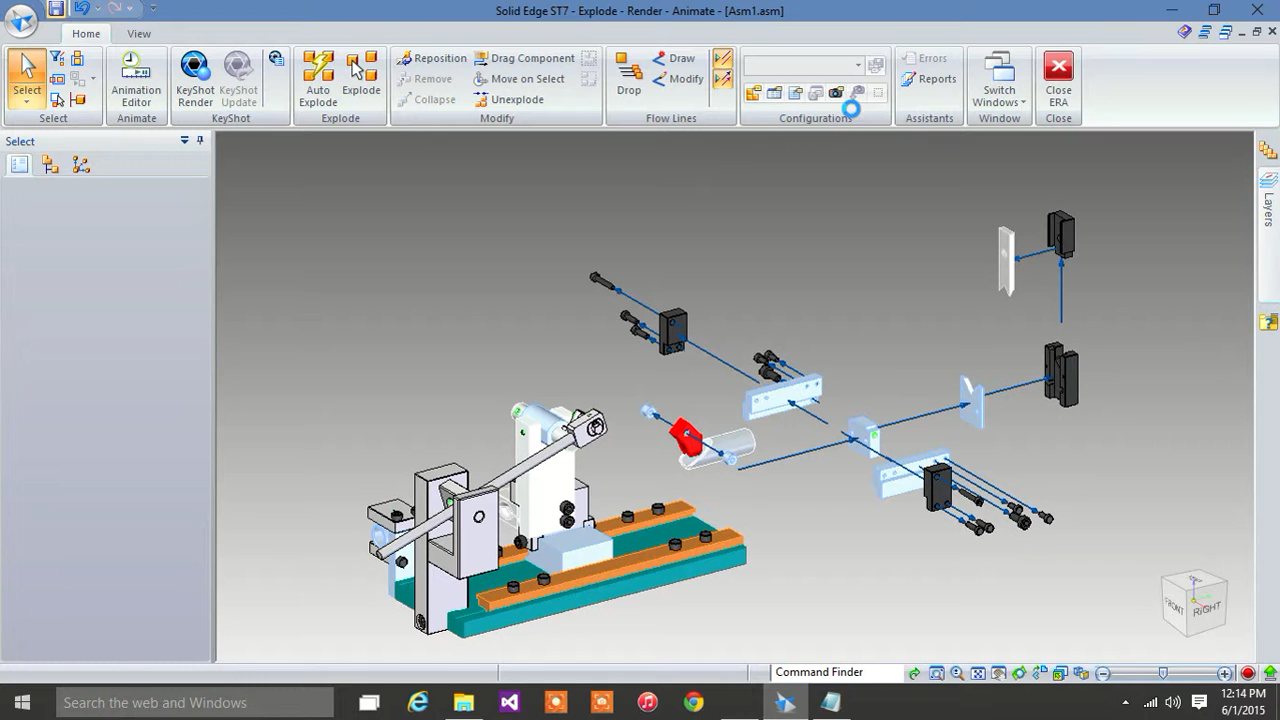 Solid Edge ST7 - Explode - Render - Animate - [Asm1.asm]
Home View
Select
Select
Animation Editor
Animate
KeyShot Render
KeyShot Update
KeyShot
Auto Explode
Explode
Explode
Reposition
Remove
Collapse
Drag Component
Move on Select
Unexplode
Modify
Drop
Draw
Modify
Flow Lines
Configurations
Errors
Reports
Assistants
Switch Windows
Window
Close ERA
Close
Select
Layers
FRONT
RIGHT
Command Finder
Search the web and Windows
12:14 PM
6/1/2015